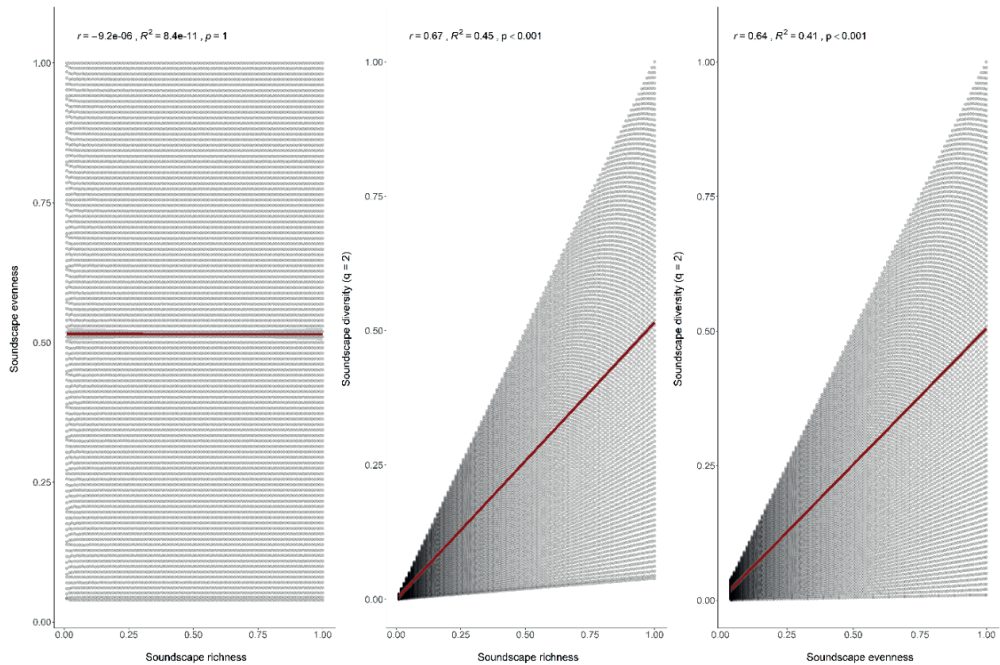 r = −9.2e-06 , R² = 8.4e-11 , p = 1
1.00
0.75
0.50
0.25
0.00
Soundscape evenness
0.00 0.25 0.50 0.75 1.00
Soundscape richness
r = 0.67 , R² = 0.45 , p < 0.001
1.00
0.75
0.50
0.25
0.00
Soundscape diversity (q = 2)
0.00 0.25 0.50 0.75 1.00
Soundscape richness
r = 0.64 , R² = 0.41 , p < 0.001
1.00
0.75
0.50
0.25
0.00
Soundscape diversity (q = 2)
0.00 0.25 0.50 0.75 1.00
Soundscape evenness